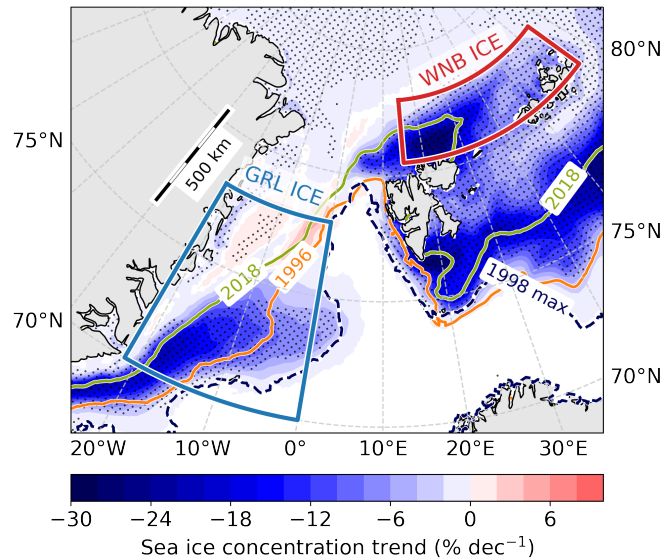 80°N
WNB ICE
75°N
500 km
GRL ICE
2018
2018
1996
75°N
1998 max
70°N
70°N
20°W 10°W 0° 10°E 20°E 30°E
−30 −24 −18 −12 −6 0 6
Sea ice concentration trend (% dec⁻¹)